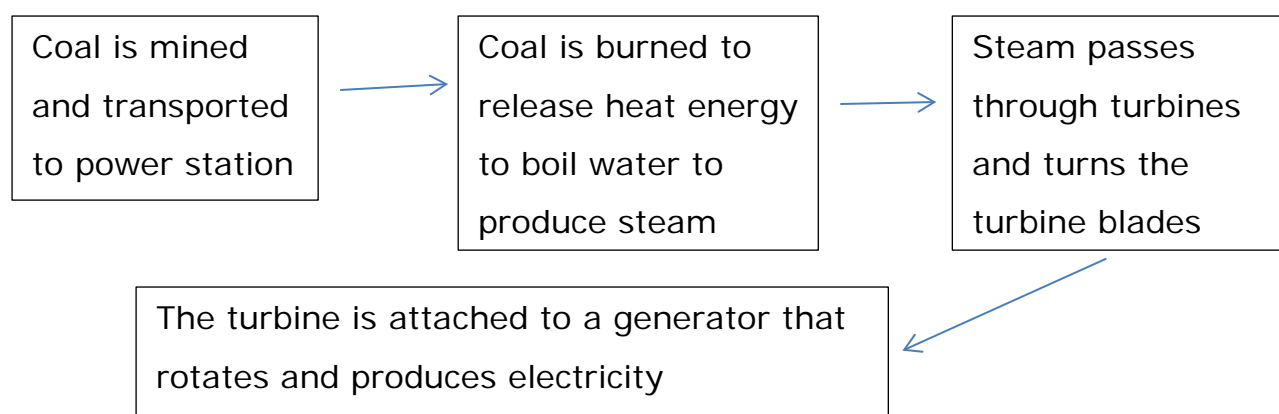 Coal is mined
and transported
to power station
Coal is burned to
release heat energy
to boil water to
produce steam
Steam passes
through turbines
and turns the
turbine blades
The turbine is attached to a generator that
rotates and produces electricity